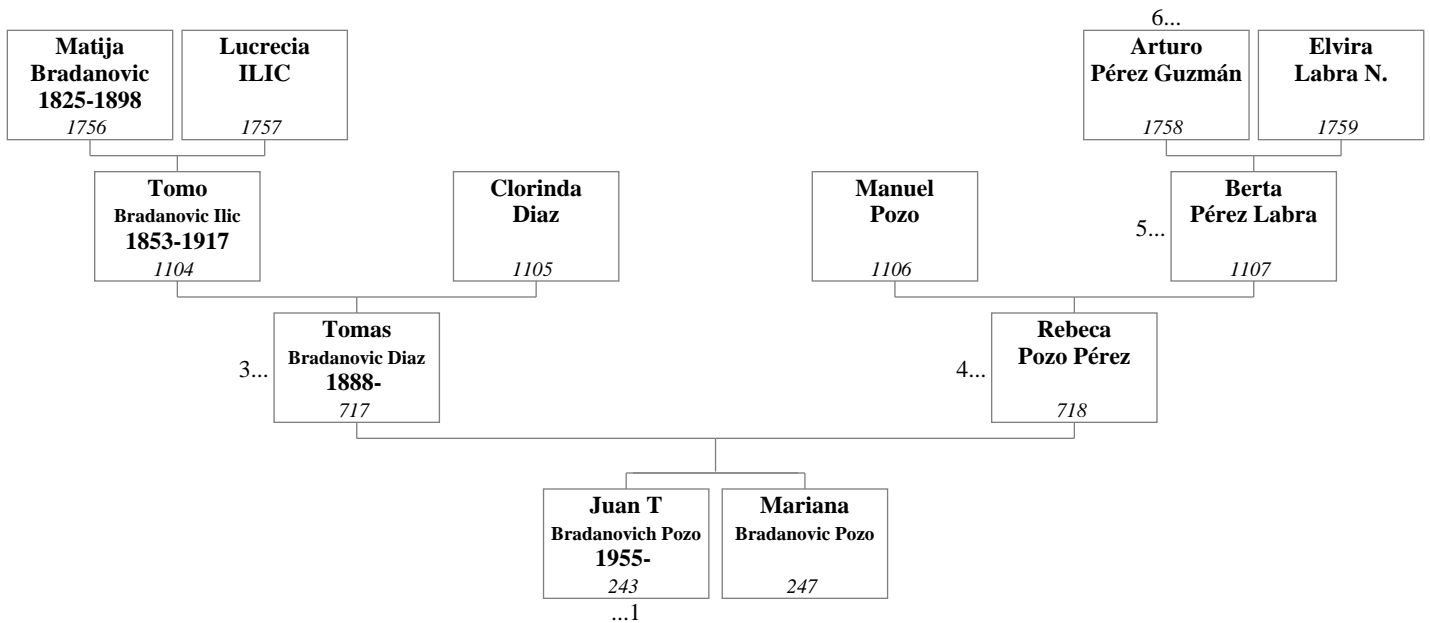 6...
Matija
Bradanovic
1825-1898
1756
Lucrecia
ILIC
1757
Arturo
Pérez Guzmán
1758
Elvira
Labra N.
1759
Tomo
Bradanovic Ilic
1853-1917
1104
Clorinda
Diaz
1105
Manuel
Pozo
1106
5...
Berta
Pérez Labra
1107
3...
Tomas
Bradanovic Diaz
1888-
717
4...
Rebeca
Pozo Pérez
718
Juan T
Bradanovich Pozo
1955-
243
Mariana
Bradanovic Pozo
247
...1